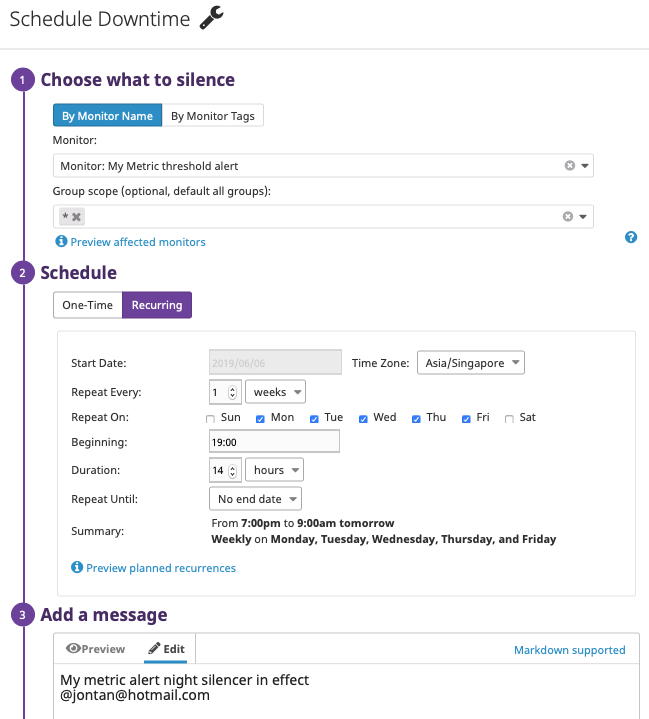 Schedule Downtime
1 Choose what to silence
By Monitor Name By Monitor Tags
Monitor:
Monitor: My Metric threshold alert
Group scope (optional, default all groups):
*
Preview affected monitors
?
2 Schedule
One-Time Recurring
Start Date: 2019/06/06 Time Zone: Asia/Singapore
Repeat Every: 1 weeks
Repeat On: Sun Mon Tue Wed Thu Fri Sat
Beginning: 19:00
Duration: 14 hours
Repeat Until: No end date
Summary: From 7:00pm to 9:00am tomorrow
Weekly on Monday, Tuesday, Wednesday, Thursday, and Friday
Preview planned recurrences
3 Add a message
Preview Edit Markdown supported
My metric alert night silencer in effect
@jontan@hotmail.com